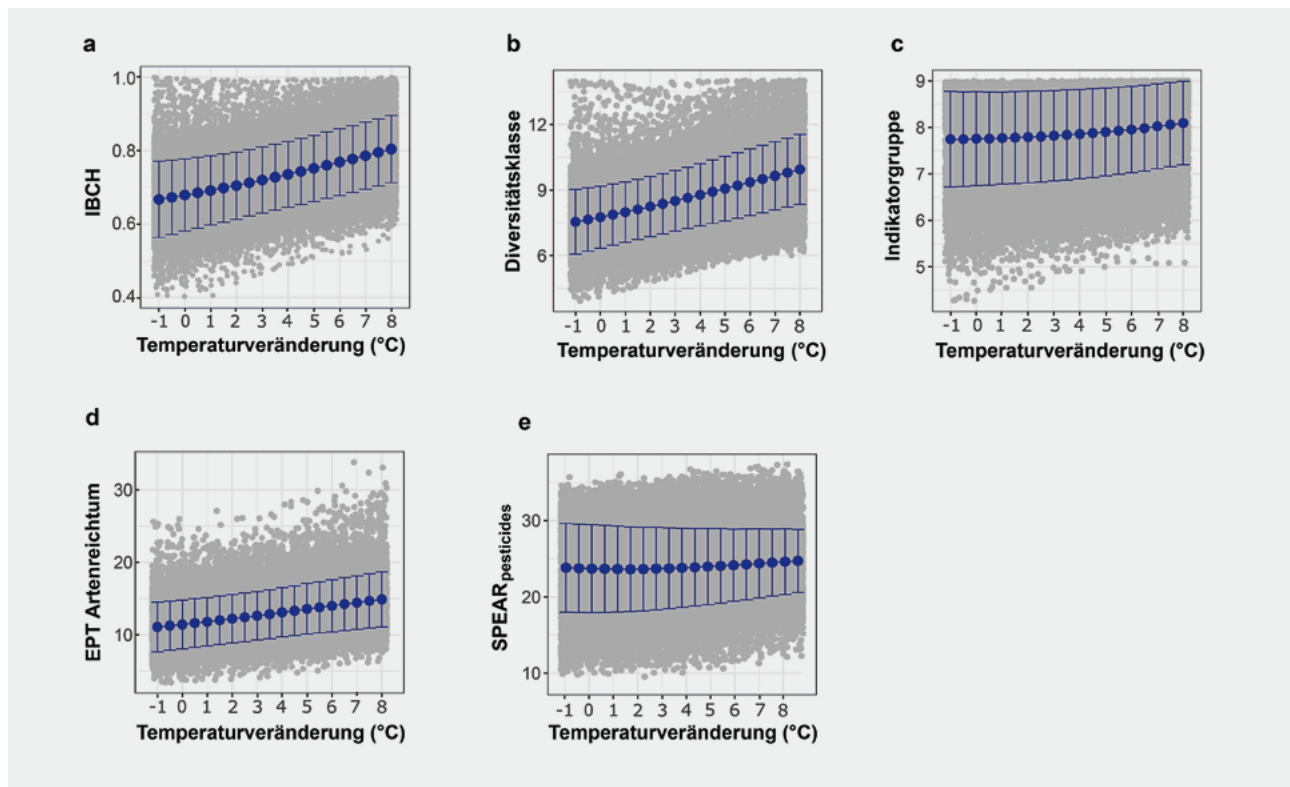 a
IBCH
1.0
0.8
0.6
0.4
-1 0 1 2 3 4 5 6 7 8
Temperaturveränderung (°C)
b
Diversitätsklasse
12
9
6
-1 0 1 2 3 4 5 6 7 8
Temperaturveränderung (°C)
c
Indikatorgruppe
9
8
7
6
5
-1 0 1 2 3 4 5 6 7 8
Temperaturveränderung (°C)
d
EPT Artenreichtum
30
20
10
-1 0 1 2 3 4 5 6 7 8
Temperaturveränderung (°C)
e
SPEARpesticides
30
20
10
-1 0 1 2 3 4 5 6 7 8
Temperaturveränderung (°C)